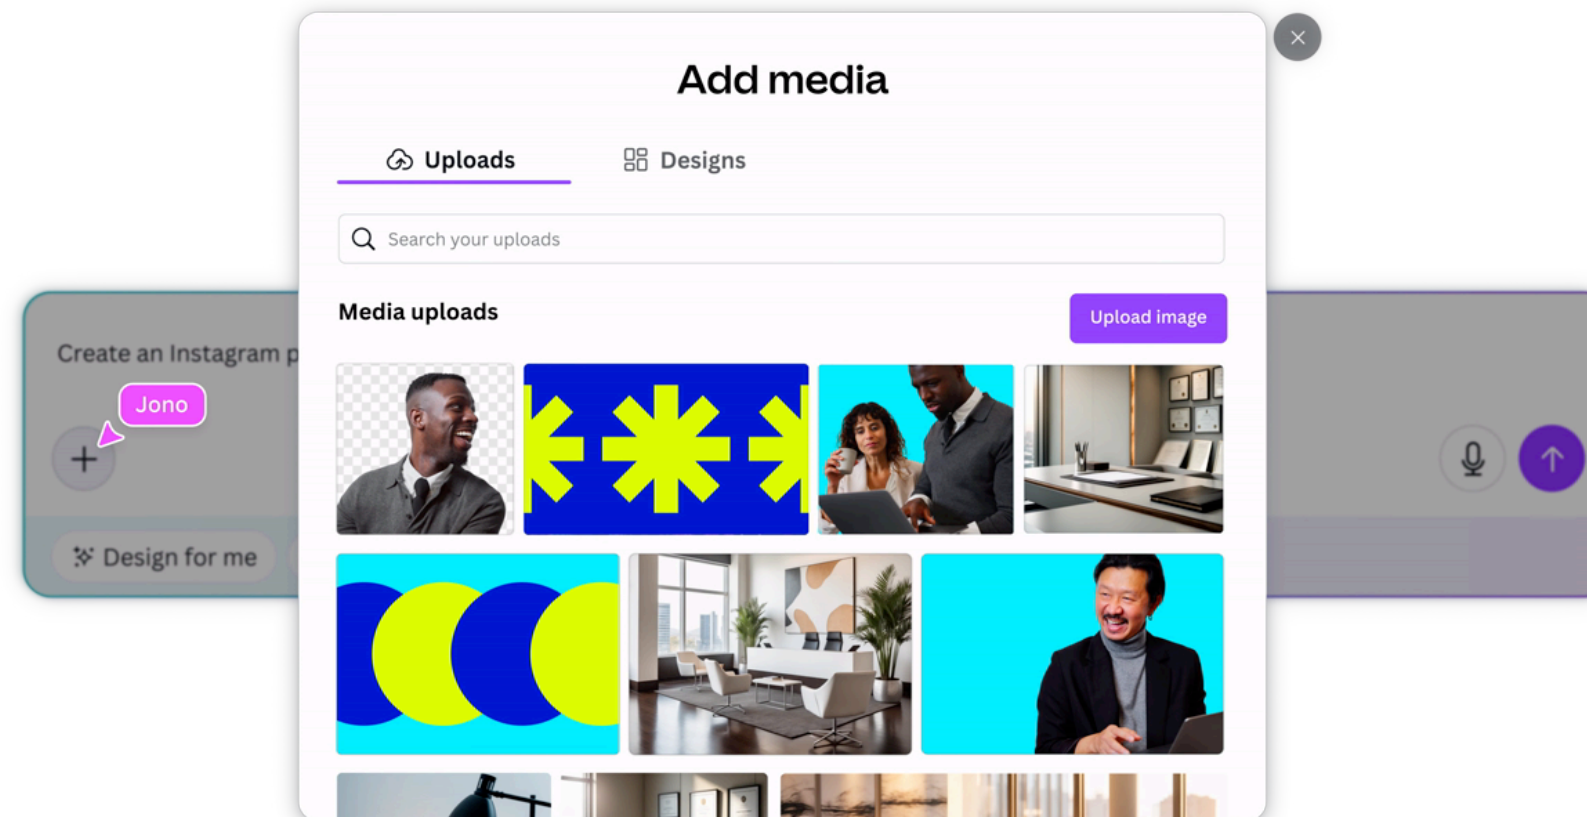 Add media
Uploads
Designs
Search your uploads
Media uploads
Upload image
Create an Instagram p
Jono
Design for me